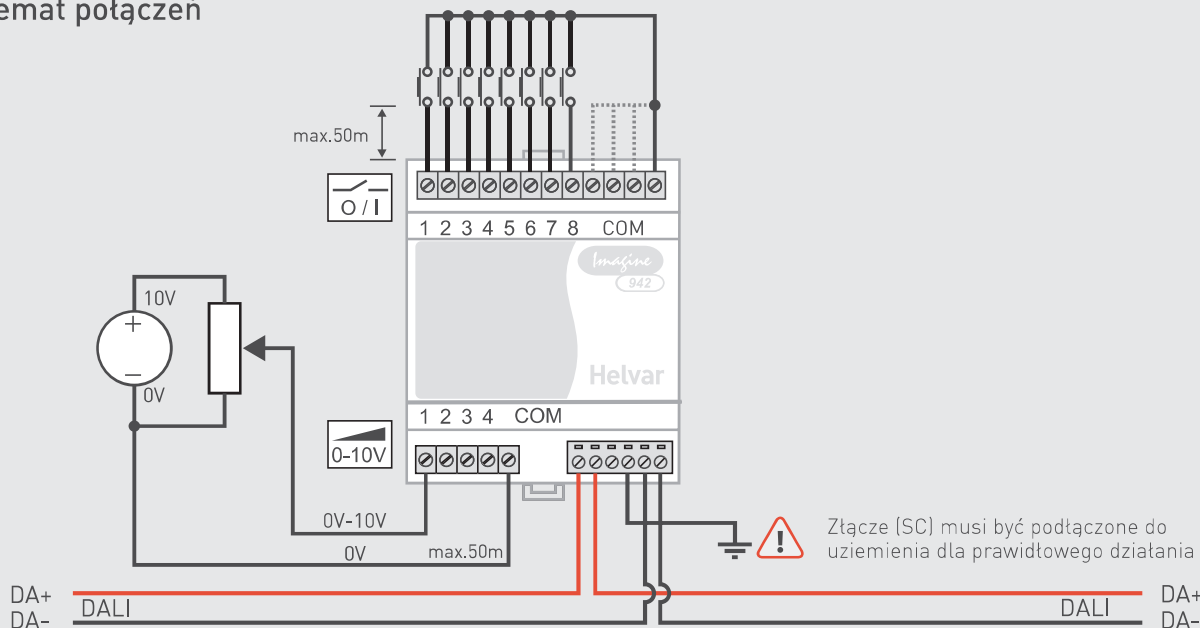 emat połączeń
max.50m
O / I
1 2 3 4 5 6 7 8 COM
Imagine
942
10V
+
−
0V
Helvar
1 2 3 4 COM
0-10V
0V-10V
0V max.50m
!
Złącze (SC) musi być podłączone do
uziemienia dla prawidłowego działania
DA+ DALI DALI DA+
DA- DA-